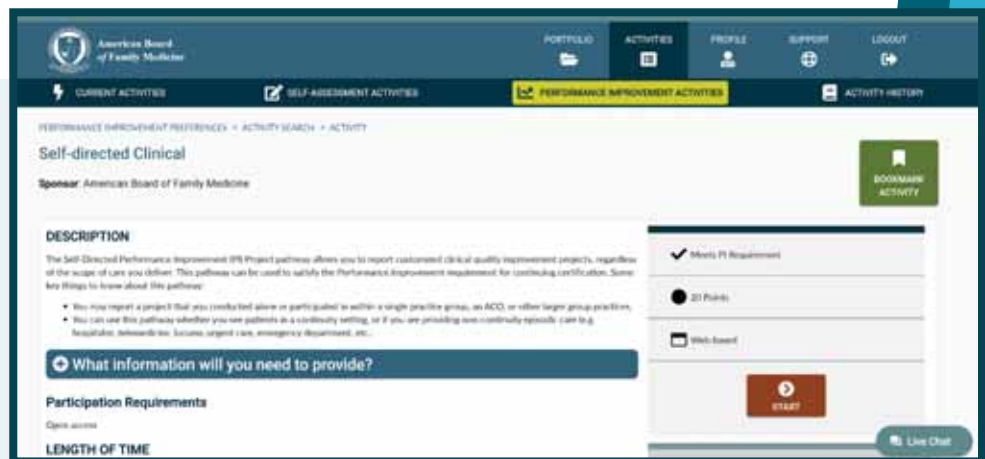 American Board
of Family Medicine
PORTFOLIO
ACTIVITIES
PROFILE
SUPPORT
LOGOUT
CURRENT ACTIVITIES
SELF-ASSESSMENT ACTIVITIES
PERFORMANCE IMPROVEMENT ACTIVITIES
ACTIVITY HISTORY
PERFORMANCE IMPROVEMENT PREFERENCES > ACTIVITY SEARCH > ACTIVITY
Self-directed Clinical
Sponsor: American Board of Family Medicine
BOOKMARK
ACTIVITY
DESCRIPTION
The Self-Directed Performance Improvement (PI) Project pathway allows you to report customized clinical quality improvement projects, regardless
of the scope of care you deliver. This pathway can be used to satisfy the Performance Improvement requirement for continuing certification. Some
key things to know about this pathway:
• You may report a project that you conducted alone or participated in within a single practice group, an ACO, or other larger group practices.
• You can use this pathway whether you see patients in a continuity setting, or if you are providing non-continuity episodic care (e.g.
hospitalist, telemedicine, locums, urgent care, emergency department, etc.
What information will you need to provide?
Participation Requirements
Open access
LENGTH OF TIME
Meets PI Requirement
20 Points
Web-based
START
Live Chat